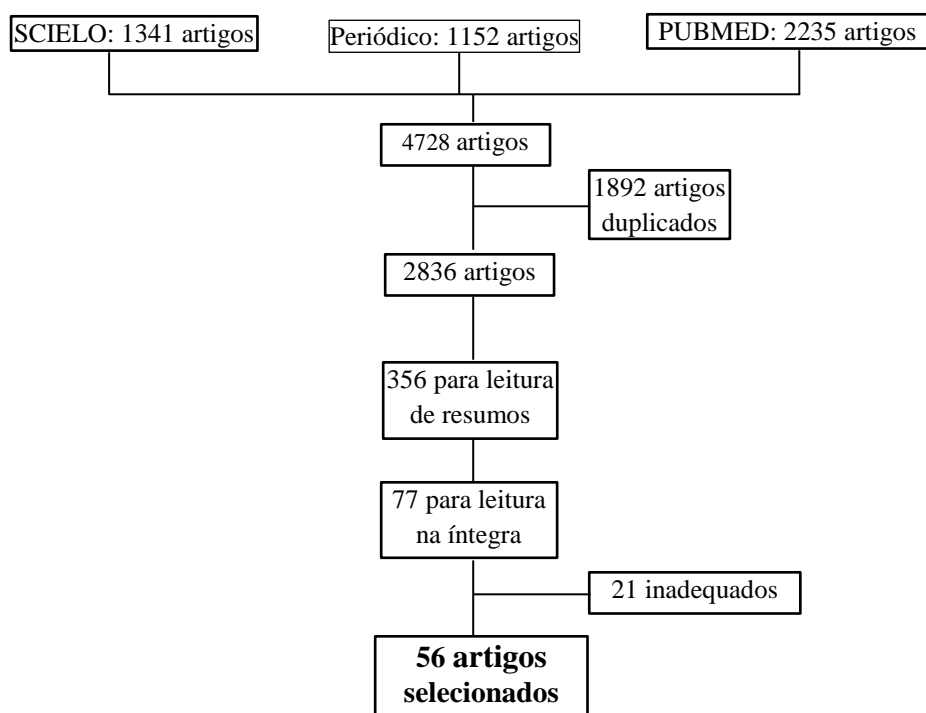 SCIELO: 1341 artigos
Periódico: 1152 artigos
PUBMED: 2235 artigos
4728 artigos
1892 artigos
duplicados
2836 artigos
356 para leitura
de resumos
77 para leitura
na íntegra
21 inadequados
56 artigos
selecionados